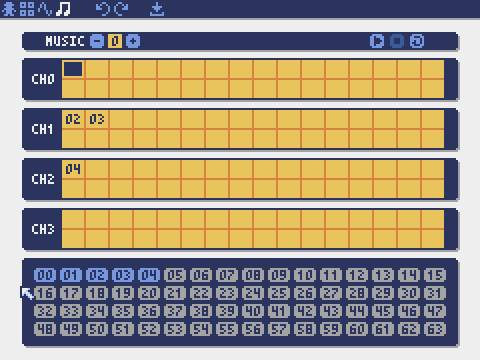 MUSIC - 0 +
CH0
CH1 02 03
CH2 04
CH3
00 01 02 03 04 05 06 07 08 09 10 11 12 13 14 15
16 17 18 19 20 21 22 23 24 25 26 27 28 29 30 31
32 33 34 35 36 37 38 39 40 41 42 43 44 45 46 47
48 49 50 51 52 53 54 55 56 57 58 59 60 61 62 63